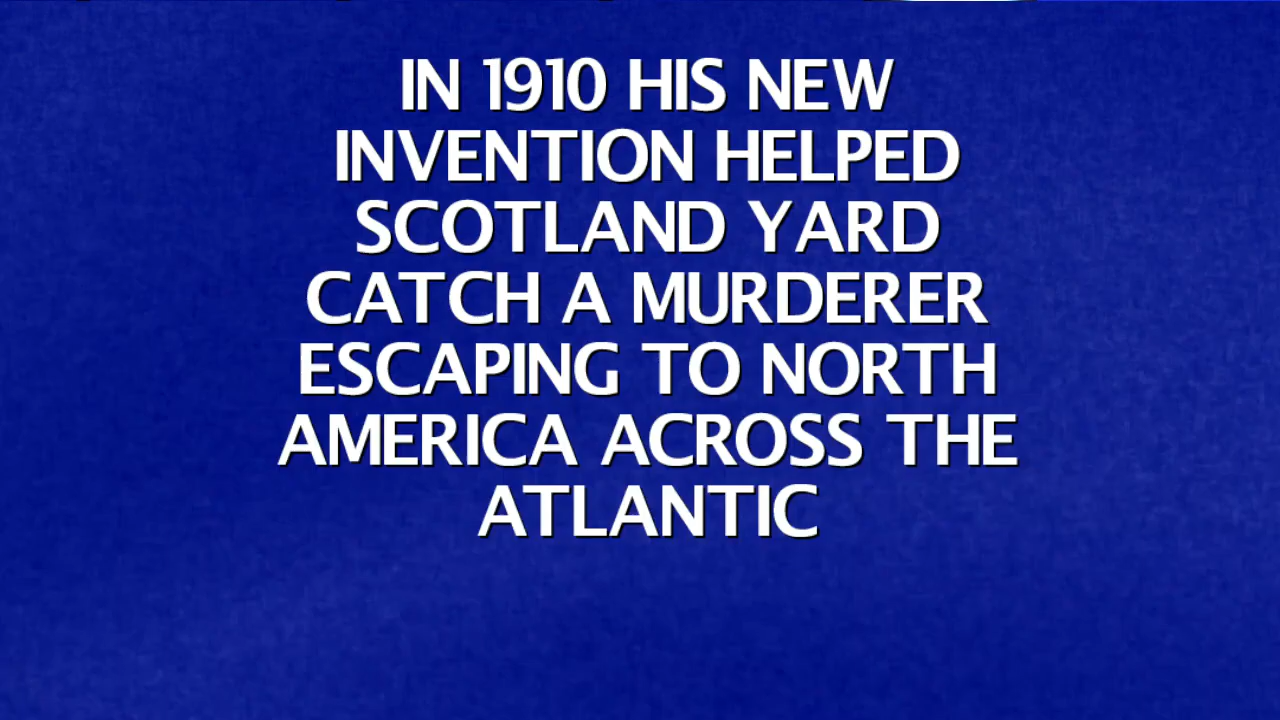 IN 1910 HIS NEW
INVENTION HELPED
SCOTLAND YARD
CATCH A MURDERER
ESCAPING TO NORTH
AMERICA ACROSS THE
ATLANTIC